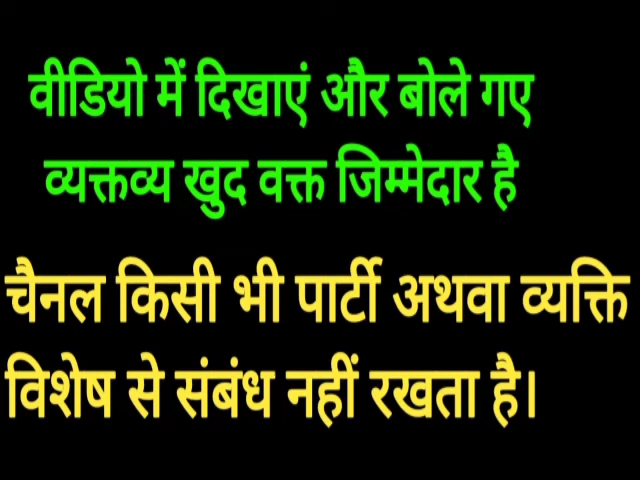 वीडियो में दिखाएं और बोले गए
व्यक्तव्य खुद वक्त जिम्मेदार है
चैनल किसी भी पार्टी अथवा व्यक्ति
विशेष से संबंध नहीं रखता है।